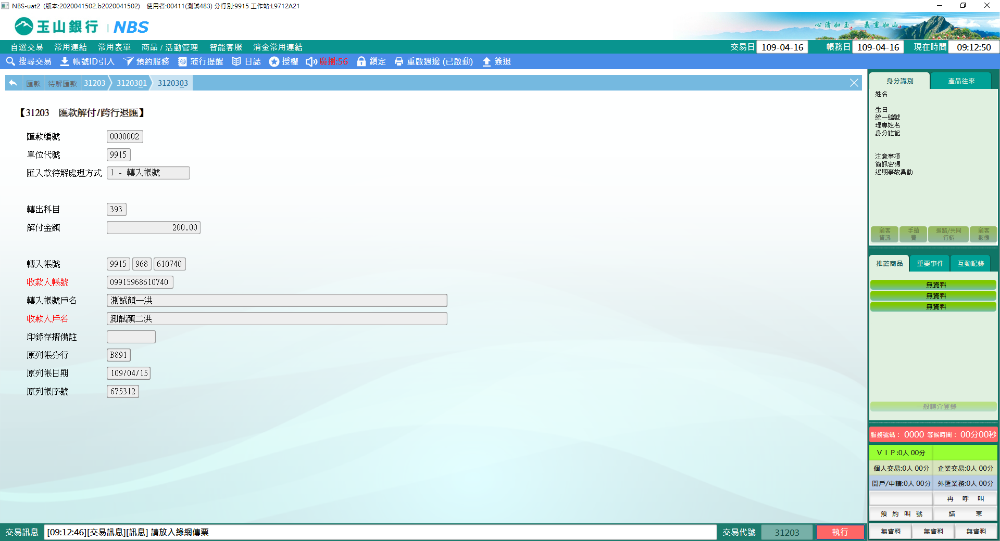 NBS-uat2 (版本:2020041502.b2020041502) 使用者:00411(測試483) 分行別:9915 工作站:L9712A21
玉山銀行 | NBS
心清如玉 義重如山
自選交易 常用連結 常用表單 商品 / 活動管理 智能客服 消金常用連結
交易日 109-04-16 帳務日 109-04-16 現在時間 09:12:50
搜尋交易 帳號ID引入 預約服務 蒞行提醒 日誌 授權 廣播:56 鎖定 重啟週邊 (已啟動) 簽退
匯款 待解匯款 31203 3120301 3120303
【31203 匯款解付/跨行退匯】
匯款編號 0000002
單位代號 9915
匯入款待解處理方式 1 - 轉入帳號
轉出科目 393
解付金額 200.00
轉入帳號 9915 968 610740
收款人帳號 09915968610740
轉入帳號戶名 測試顏一洪
收款人戶名 測試顏二洪
印錄存摺備註
原列帳分行 B891
原列帳日期 109/04/15
原列帳序號 675312
身分識別 產品往來
姓名
生日
統一編號
理專姓名
身分註記
注意事項
簡訊密碼
近期事故異動
顧客資訊 手續費 通路/共同行銷 顧客影像
推薦商品 重要事件 互動記錄
無資料
無資料
無資料
一般轉介登錄
服務號碼： 0000 等候時間： 00分00秒
ＶＩＰ:0人 00分
個人交易:0人 00分 企業交易:0人 00分
開戶/申請:0人 00分 外匯業務:0人 00分
再 呼 叫
預 約 叫 號 結 束
無資料 無資料 無資料
交易訊息 [09:12:46][交易訊息][訊息] 請放入綠網傳票
交易代號 31203 執行